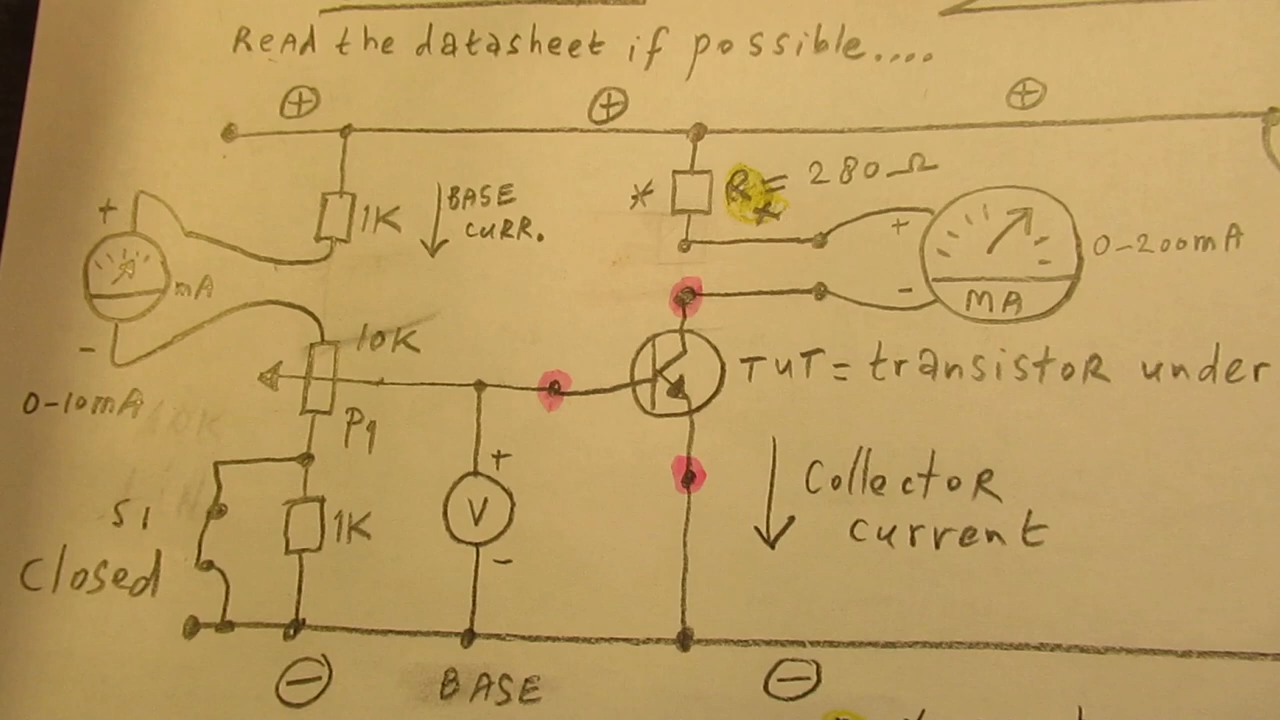 Read the datasheet if possible....
+
+
+
1K
BASE
CURR.
*
R = 280Ω
+
mA
-
0-10mA
10K
P1
+
-
MA
0-200mA
TUT = transistor under
S1
Closed
1K
+
V
-
Collector
current
-
BASE
-